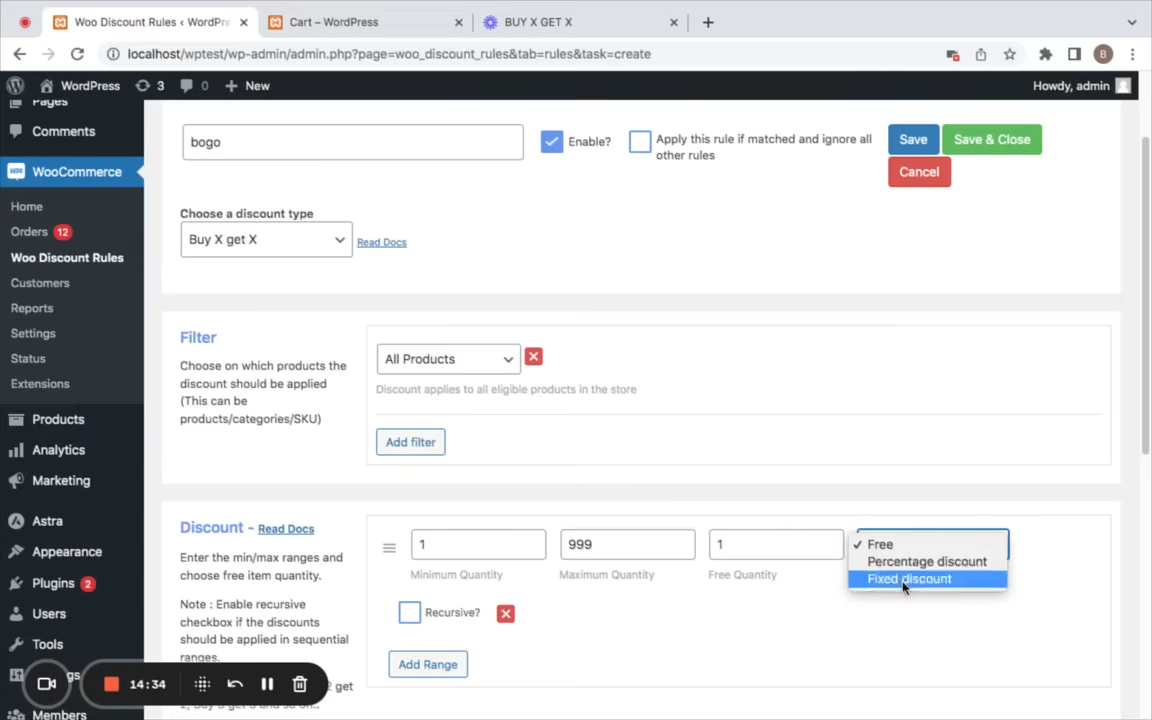 Woo Discount Rules ‹ WordPre
Cart – WordPress
BUY X GET X
localhost/wptest/wp-admin/admin.php?page=woo_discount_rules&tab=rules&task=create
B
WordPress
3
0
New
Howdy, admin
Pages
Comments
WooCommerce
Home
Orders 12
Woo Discount Rules
Customers
Reports
Settings
Status
Extensions
Products
Analytics
Marketing
Astra
Appearance
Plugins 2
Users
Tools
Members
bogo
Enable?
Apply this rule if matched and ignore all
other rules
Save
Save & Close
Cancel
Choose a discount type
Buy X get X
Read Docs
Filter
Choose on which products the
discount should be applied
(This can be
products/categories/SKU)
All Products
Discount applies to all eligible products in the store
Add filter
Discount - Read Docs
Enter the min/max ranges and
choose free item quantity.
Note : Enable recursive
checkbox if the discounts
should be applied in sequential
ranges.
1
Minimum Quantity
999
Maximum Quantity
1
Free Quantity
Free
Percentage discount
Fixed discount
Recursive?
Add Range
14:34